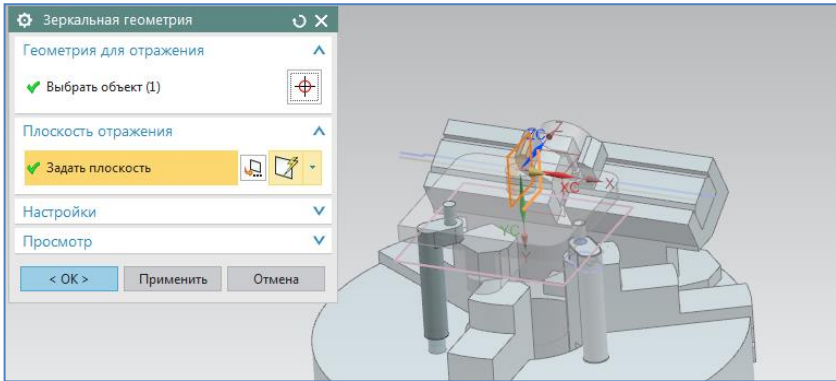 Зеркальная геометрия
Геометрия для отражения
Выбрать объект (1)
Плоскость отражения
Задать плоскость
Настройки
Просмотр
< ОК > Применить Отмена
ZC Z
XC X
YC
Y